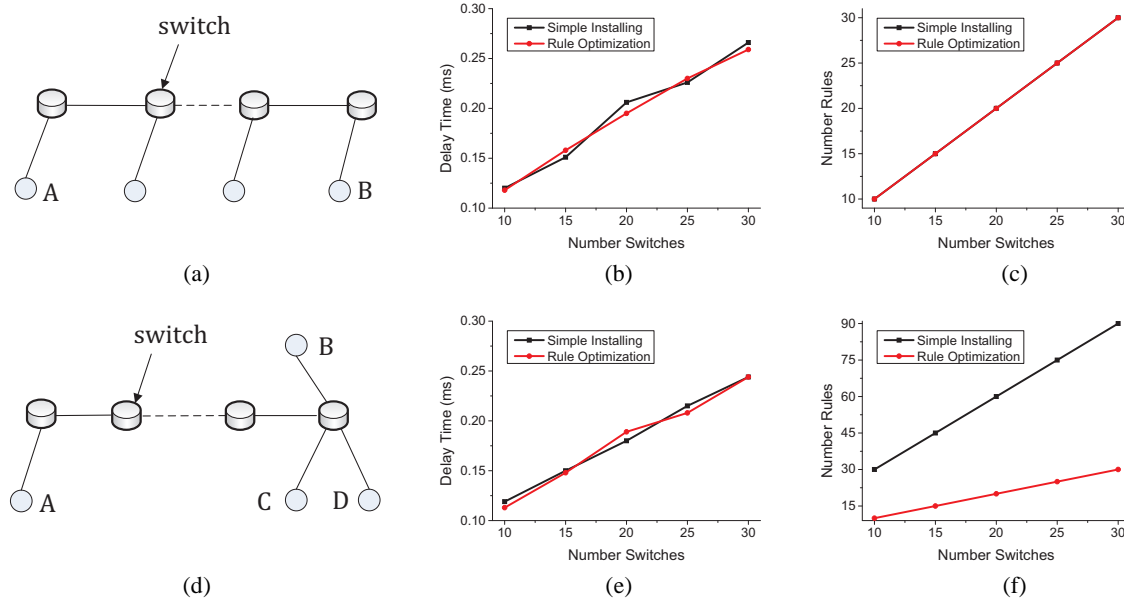 switch
A
B
(a)
0.30
0.25
0.20
0.15
0.10
Delay Time (ms)
Simple Installing
Rule Optimization
10 15 20 25 30
Number Switches
(b)
30
25
20
15
10
Number Rules
Simple Installing
Rule Optimization
10 15 20 25 30
Number Switches
(c)
switch
B
A
C
D
(d)
0.30
0.25
0.20
0.15
0.10
Delay Time (ms)
Simple Installing
Rule Optimization
10 15 20 25 30
Number Switches
(e)
90
75
60
45
30
15
Number Rules
Simple Installing
Rule Optimization
10 15 20 25 30
Number Switches
(f)